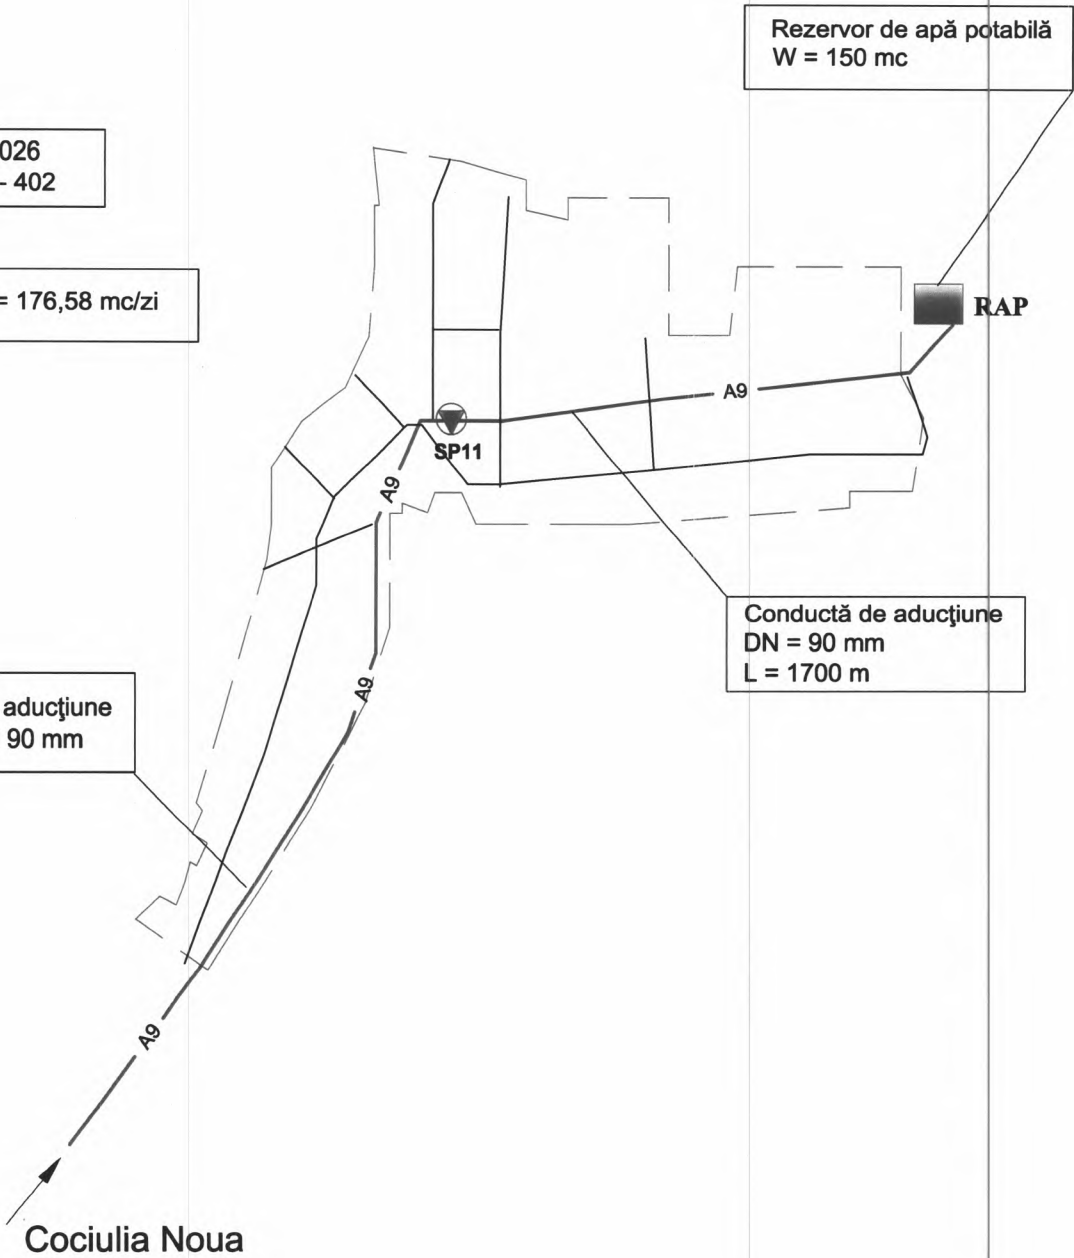 Rezervor de apă potabilă
W = 150 mc
026
- 402
= 176,58 mc/zi
RAP
A9
SP11
A9
Conductă de aducţiune
DN = 90 mm
L = 1700 m
A9
aducţiune
90 mm
A9
Cociulia Noua